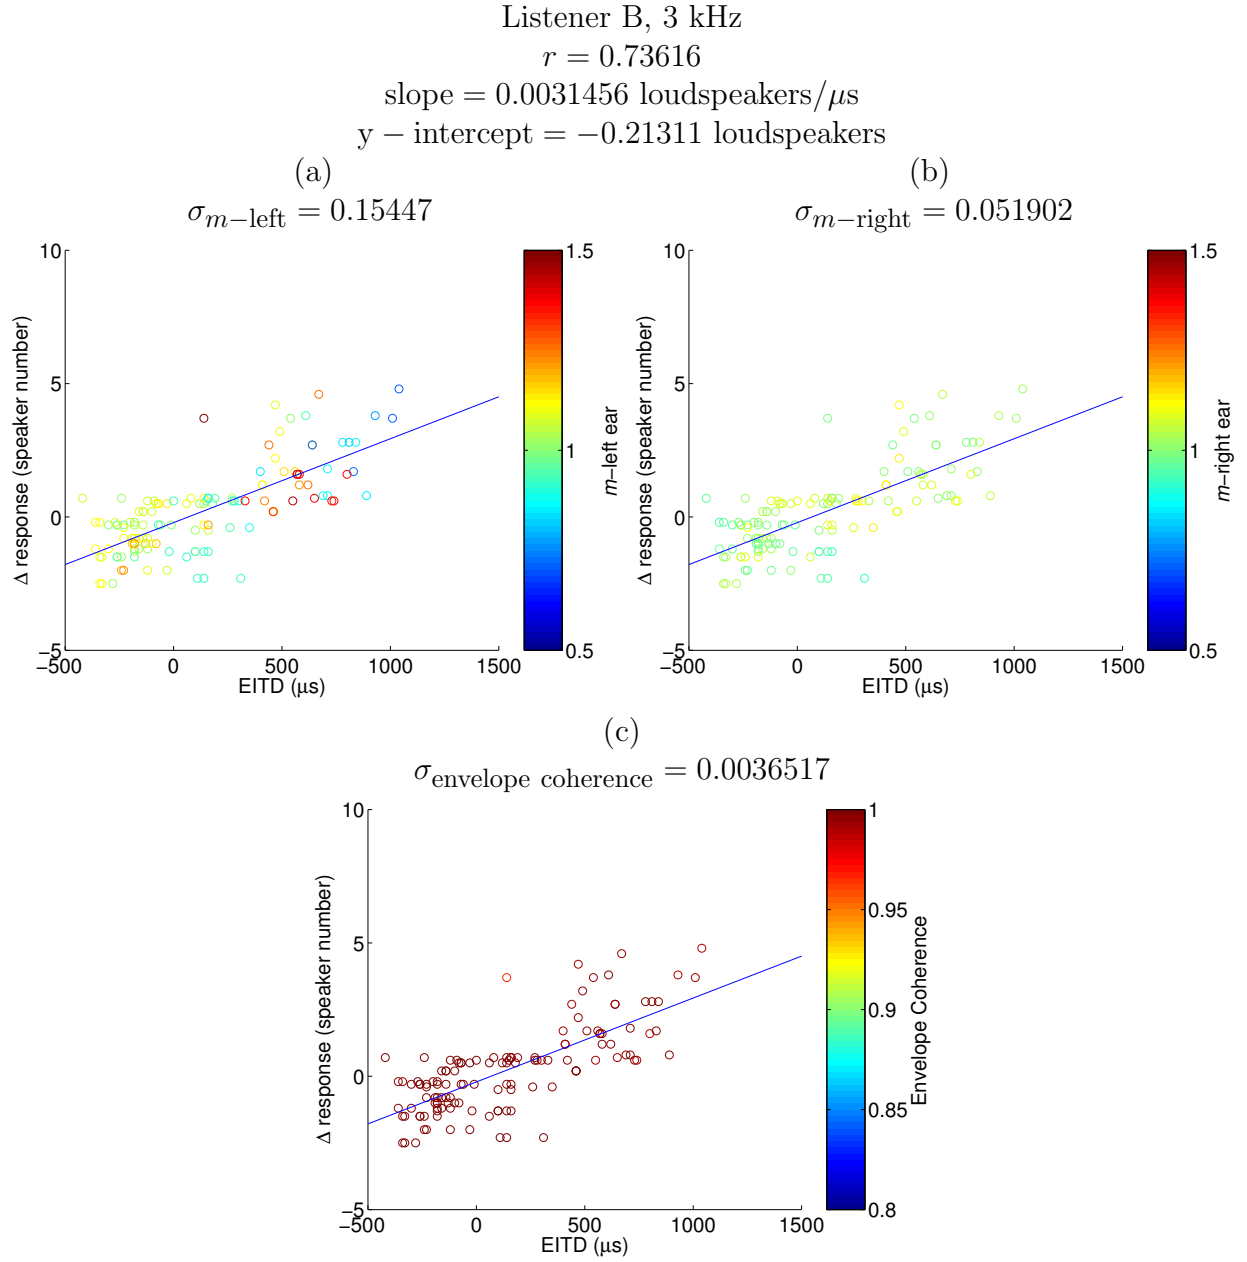 Listener B, 3 kHz
r = 0.73616
slope = 0.0031456 loudspeakers/μs
y − intercept = −0.21311 loudspeakers
(a)
σm−left = 0.15447
10
5
0
−5
−500
0
500
1000
1500
EITD (μs)
Δ response (speaker number)
1.5
1
0.5
m−left ear
(b)
σm−right = 0.051902
10
5
0
−5
−500
0
500
1000
1500
EITD (μs)
Δ response (speaker number)
1.5
1
0.5
m−right ear
(c)
σenvelope coherence = 0.0036517
10
5
0
−5
−500
0
500
1000
1500
EITD (μs)
Δ response (speaker number)
1
0.95
0.9
0.85
0.8
Envelope Coherence